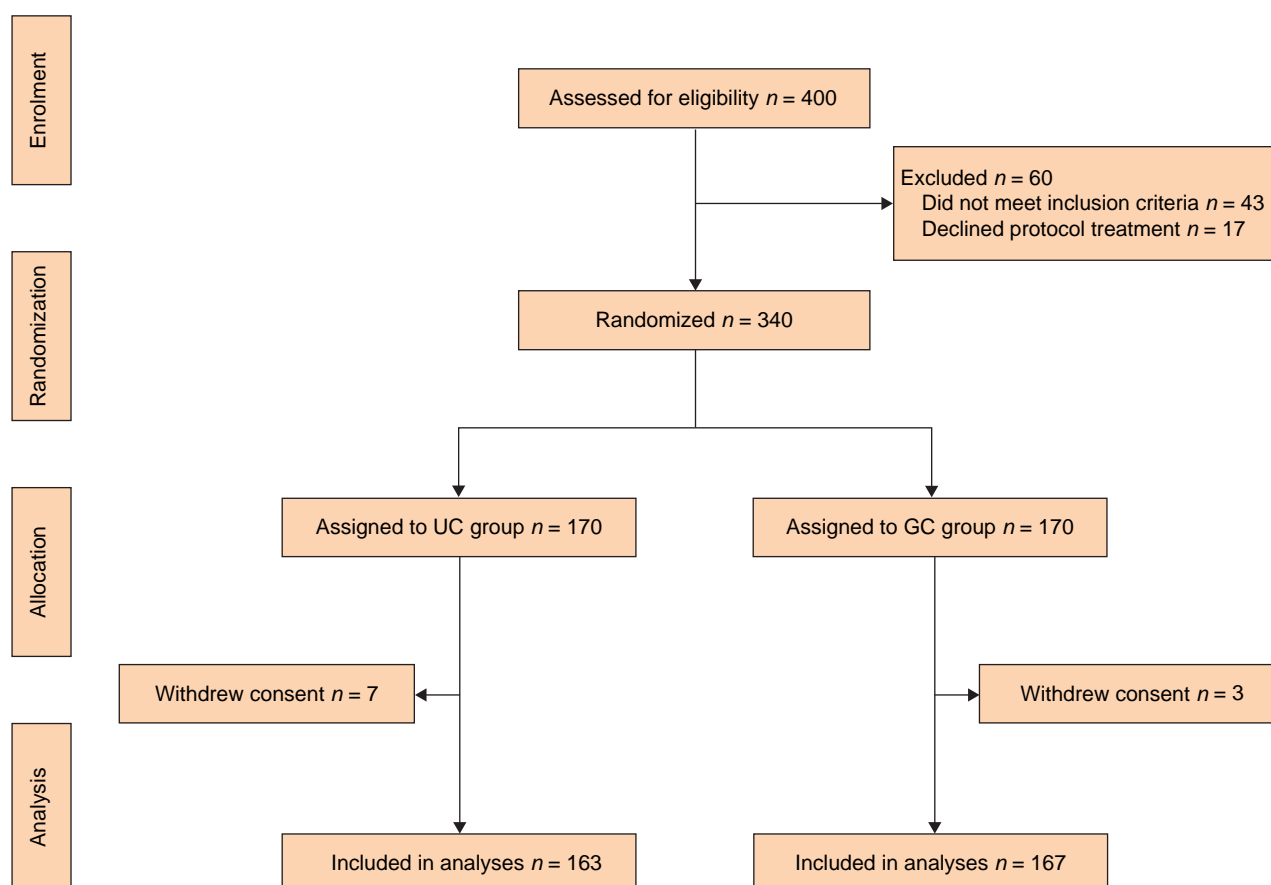 Enrolment
Assessed for eligibility n = 400
Excluded n = 60
Did not meet inclusion criteria n = 43
Declined protocol treatment n = 17
Randomization
Randomized n = 340
Allocation
Assigned to UC group n = 170
Assigned to GC group n = 170
Withdrew consent n = 7
Withdrew consent n = 3
Analysis
Included in analyses n = 163
Included in analyses n = 167